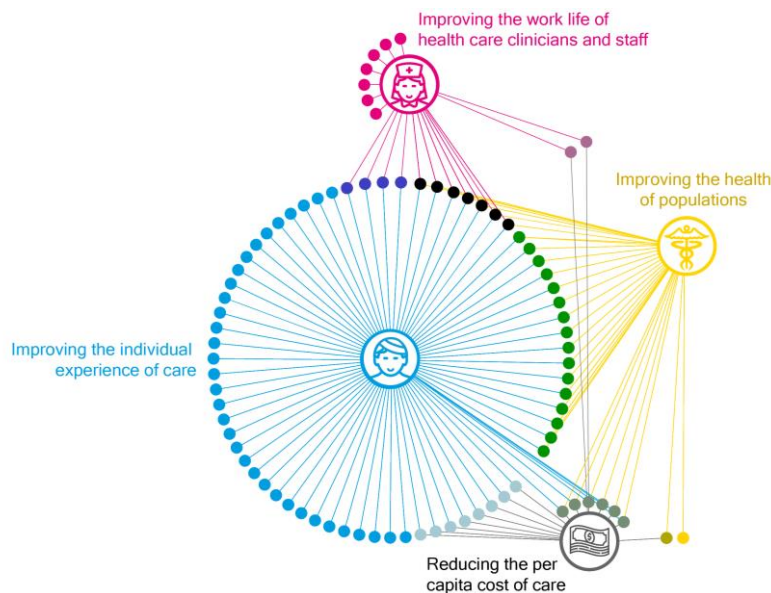 Improving the work life of
health care clinicians and staff
Improving the health
of populations
Improving the individual
experience of care
$
Reducing the per
capita cost of care